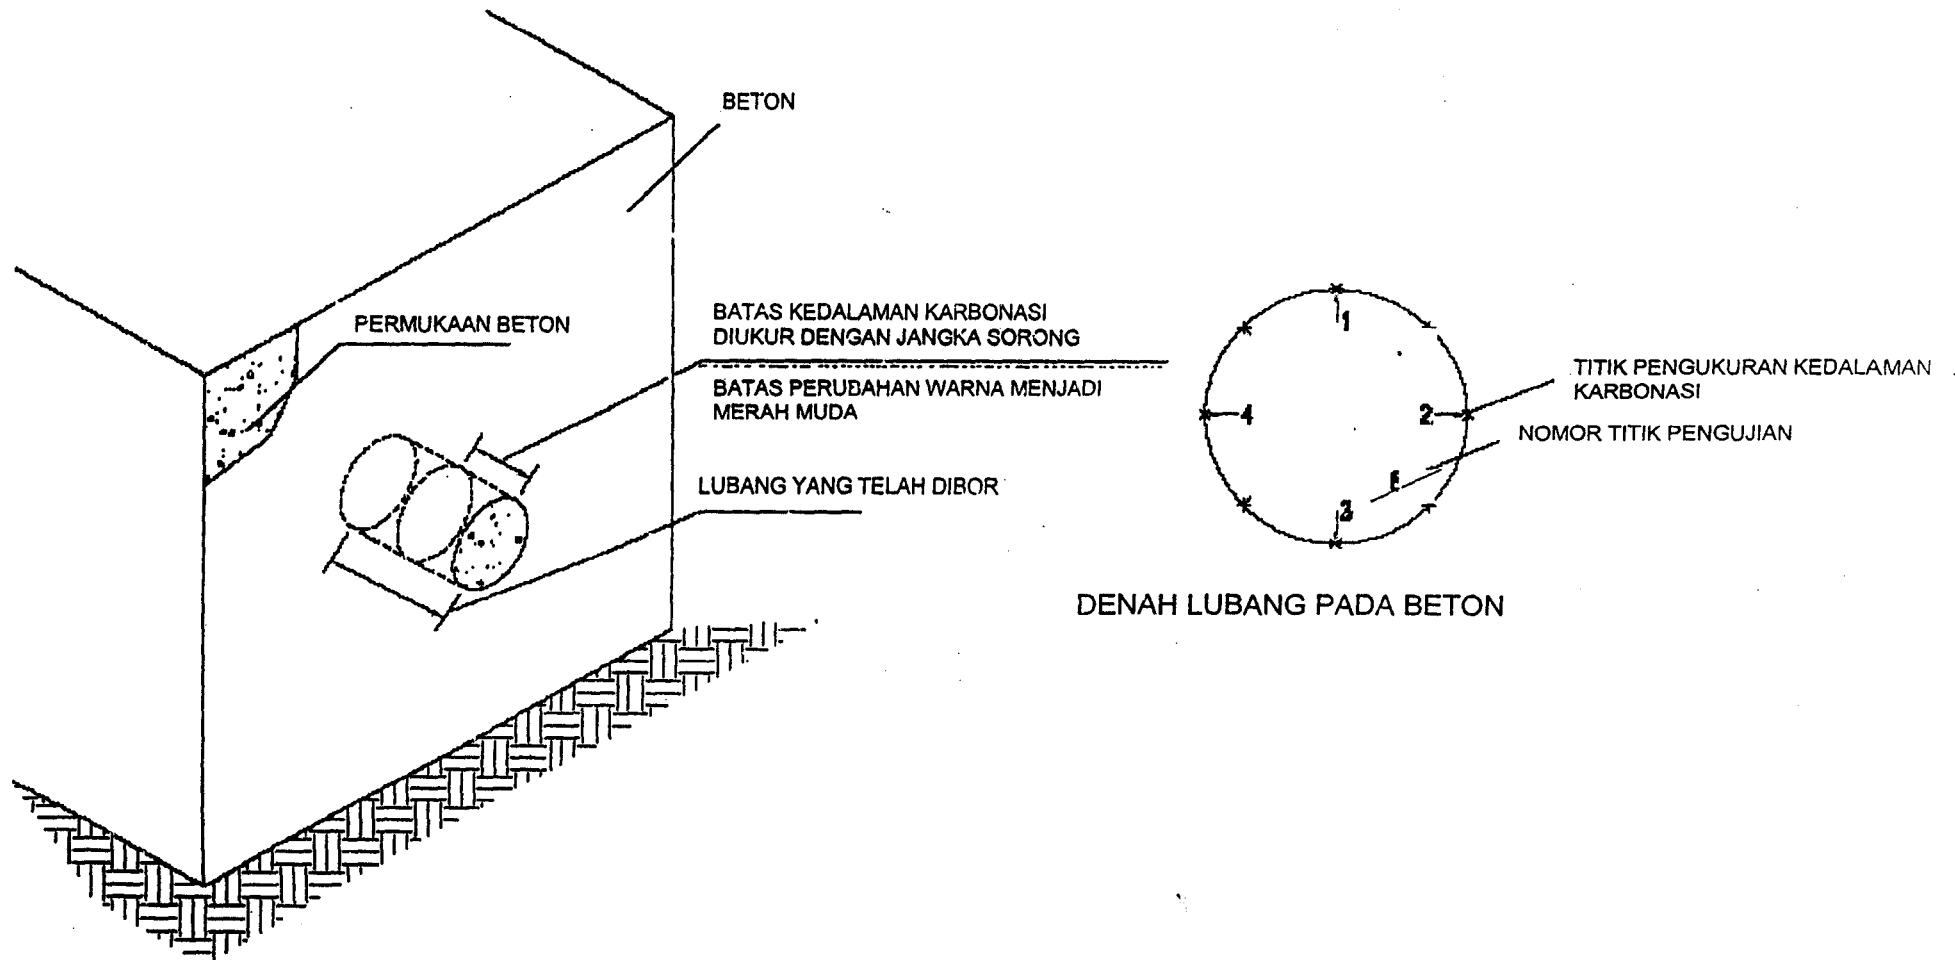 BETON
PERMUKAAN BETON
BATAS KEDALAMAN KARBONASI
DIUKUR DENGAN JANGKA SORONG
BATAS PERUBAHAN WARNA MENJADI
MERAH MUDA
LUBANG YANG TELAH DIBOR
1
4
2
3
TITIK PENGUKURAN KEDALAMAN
KARBONASI
NOMOR TITIK PENGUJIAN
DENAH LUBANG PADA BETON